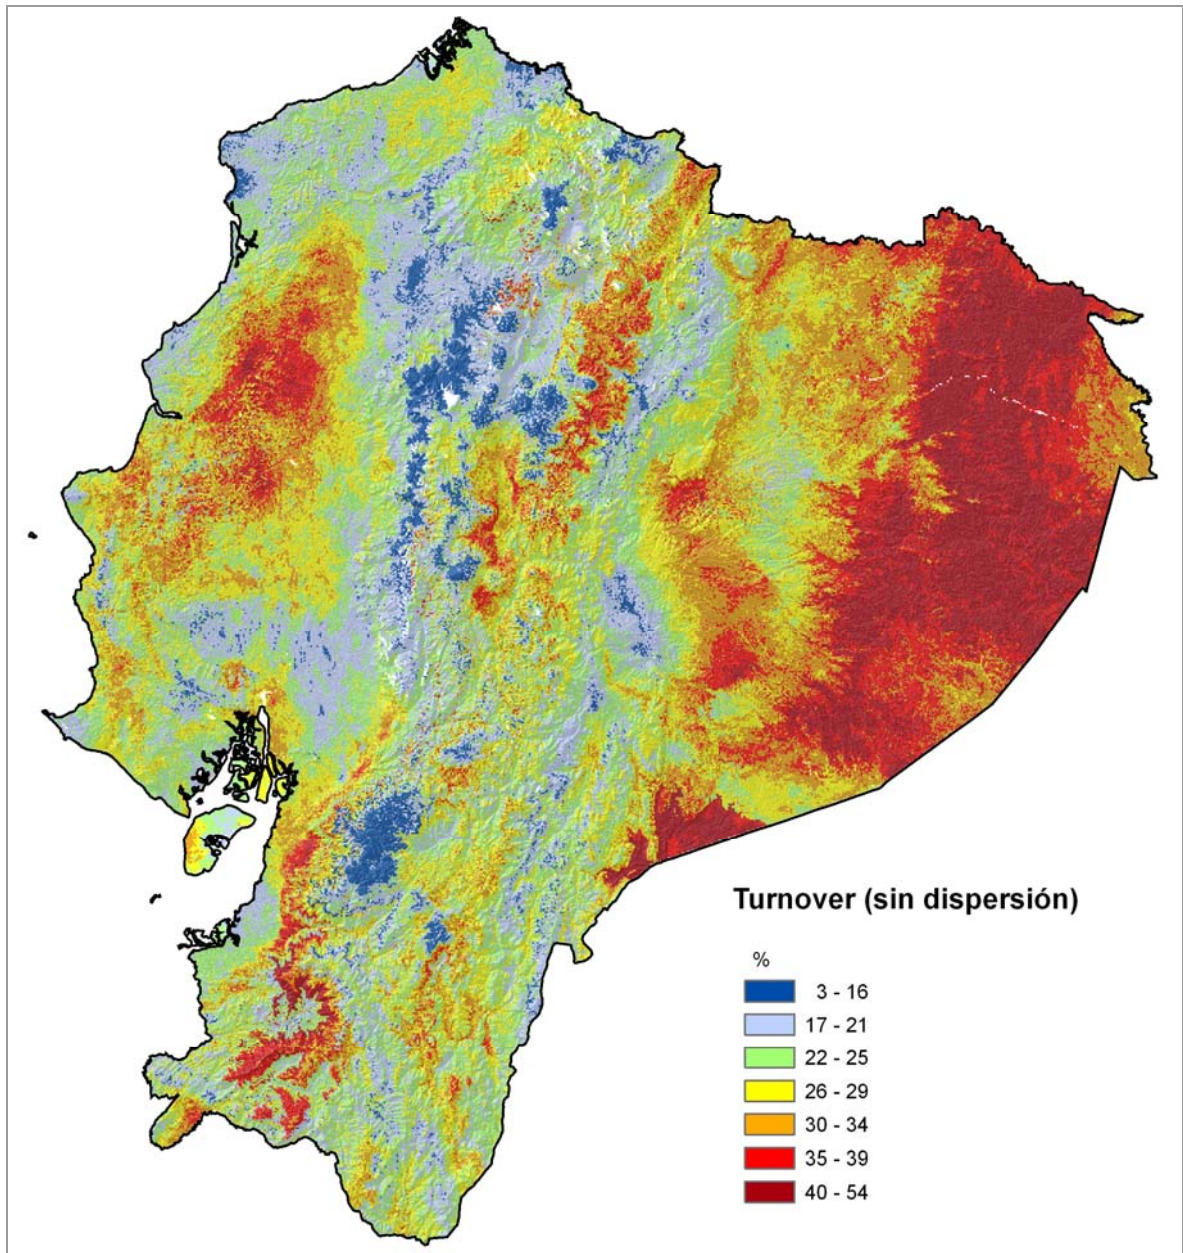 Turnover (sin dispersión)
%
3 - 16
17 - 21
22 - 25
26 - 29
30 - 34
35 - 39
40 - 54